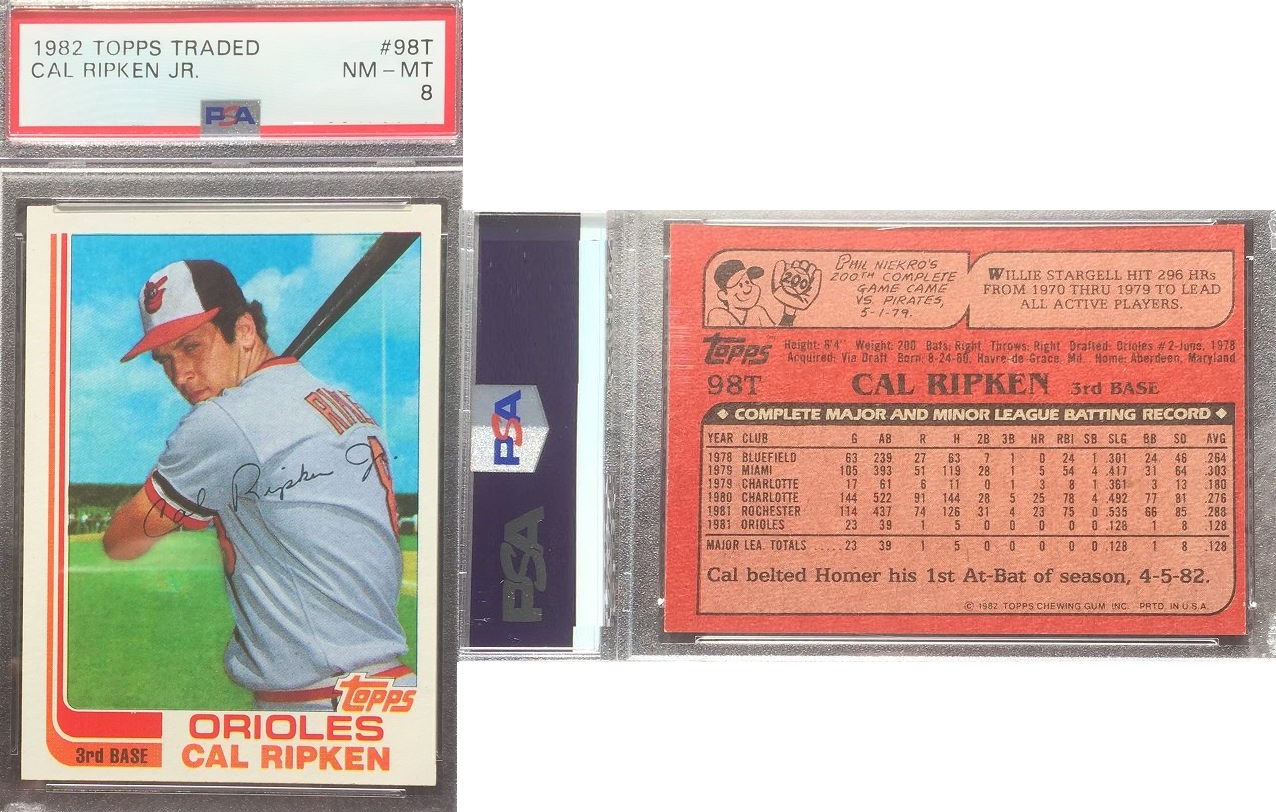 1982 TOPPS TRADED #98T
CAL RIPKEN JR. NM - MT
8
PSA
RIPKEN
Cal Ripken Jr.
topps
ORIOLES
3rd BASE
CAL RIPKEN
PSA
PSA
PHIL NIEKRO'S
200TH COMPLETE
GAME CAME
VS. PIRATES,
5-1-79.
200
WILLIE STARGELL HIT 296 HRs
FROM 1970 THRU 1979 TO LEAD
ALL ACTIVE PLAYERS.
topps
Height: 6'4" Weight: 200 Bats: Right Throws: Right Drafted: Orioles #2-June, 1978
Acquired: Via Draft Born: 8-24-60, Havre-de-Grace, Md. Home: Aberdeen, Maryland
98T CAL RIPKEN 3rd BASE
◆ COMPLETE MAJOR AND MINOR LEAGUE BATTING RECORD ◆
YEAR CLUB G AB R H 2B 3B HR RBI SB SLG BB SO AVG
1978 BLUEFIELD 63 239 27 63 7 1 0 24 1 .301 24 46 .264
1979 MIAMI 105 393 51 119 28 1 5 54 4 .417 31 64 .303
1979 CHARLOTTE 17 61 6 11 0 1 3 8 1 .361 3 13 .180
1980 CHARLOTTE 144 522 91 144 28 5 25 78 4 .492 77 81 .276
1981 ROCHESTER 114 437 74 126 31 4 23 75 0 .535 66 85 .288
1981 ORIOLES 23 39 1 5 0 0 0 0 0 .128 1 8 .128
MAJOR LEA. TOTALS ..... 23 39 1 5 0 0 0 0 0 .128 1 8 .128
Cal belted Homer his 1st At-Bat of season, 4-5-82.
© 1982 TOPPS CHEWING GUM, INC. PRTD. IN U.S.A.